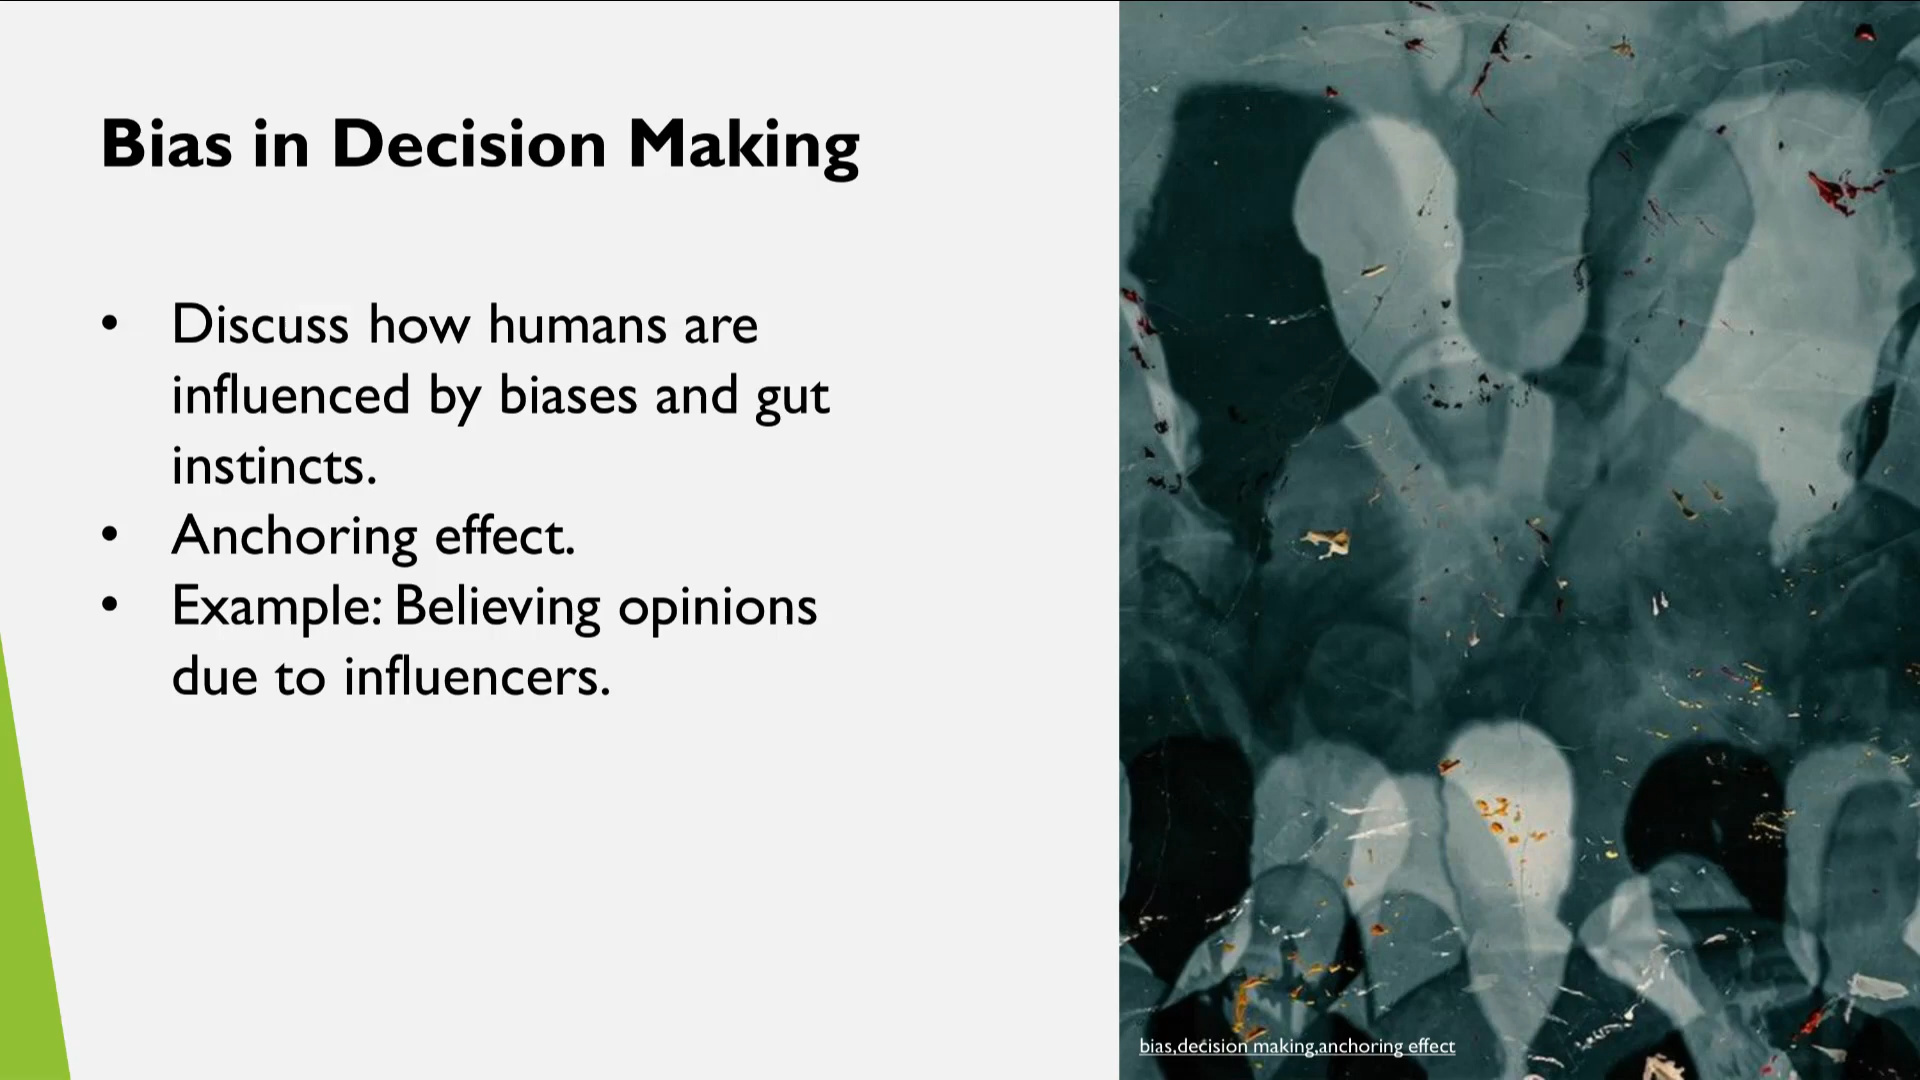 Bias in Decision Making
• Discuss how humans are
influenced by biases and gut
instincts.
• Anchoring effect.
• Example: Believing opinions
due to influencers.
bias,decision making,anchoring effect